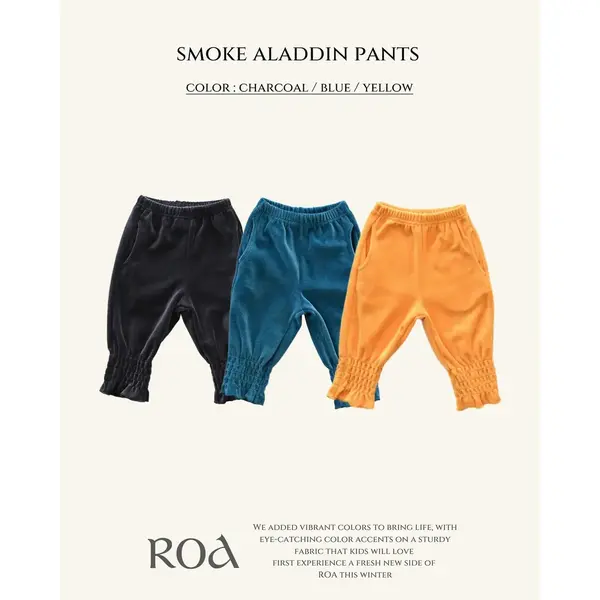 SMOKE ALADDIN PANTS
COLOR : CHARCOAL / BLUE / YELLOW
ROA
WE ADDED VIBRANT COLORS TO BRING LIFE, WITH
EYE-CATCHING COLOR ACCENTS ON A STURDY
FABRIC THAT KIDS WILL LOVE
FIRST EXPERIENCE A FRESH NEW SIDE OF
ROA THIS WINTER